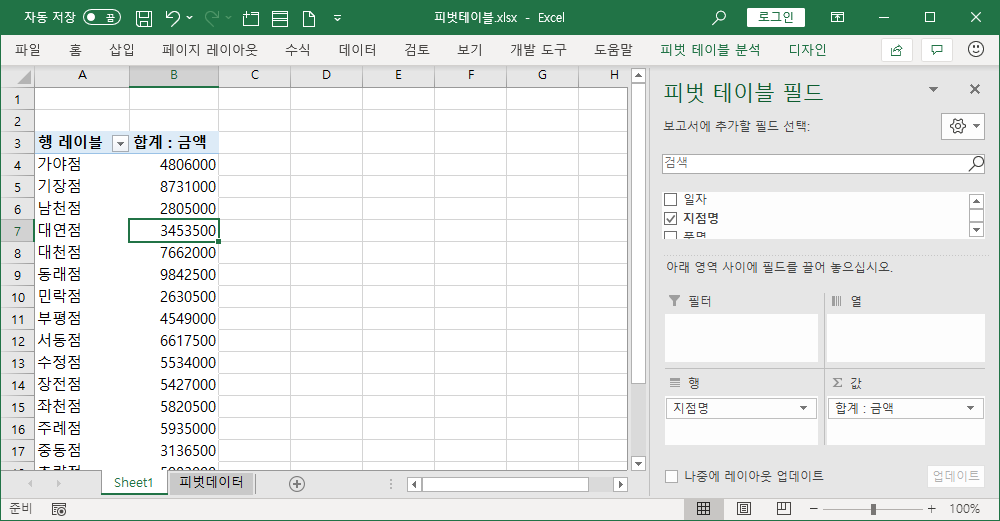 자동 저장 끔 피벗테이블.xlsx - Excel 로그인
파일 홈 삽입 페이지 레이아웃 수식 데이터 검토 보기 개발 도구 도움말 피벗 테이블 분석 디자인
A B C D E F G H
1
2
3 행 레이블 합계 : 금액
4 가야점 4806000
5 기장점 8731000
6 남천점 2805000
7 대연점 3453500
8 대천점 7662000
9 동래점 9842500
10 민락점 2630500
11 부평점 4549000
12 서동점 6617500
13 수정점 5534000
14 장전점 5427000
15 좌천점 5820500
16 주례점 5935000
17 중동점 3136500
Sheet1 피벗데이터
준비
피벗 테이블 필드
보고서에 추가할 필드 선택:
검색
일자
지점명
품명
아래 영역 사이에 필드를 끌어 놓으십시오.
필터 열
행 Σ 값
지점명 합계 : 금액
나중에 레이아웃 업데이트 업데이트
- + 100%